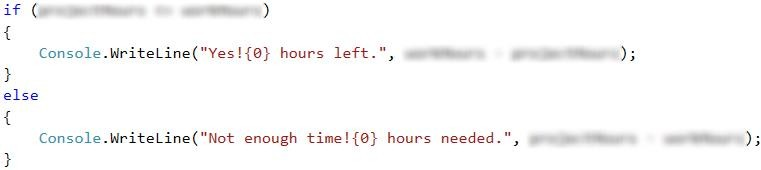 if (
{
    Console.WriteLine("Yes!{0} hours left.", );
}
else
{
    Console.WriteLine("Not enough time!{0} hours needed.", );
}